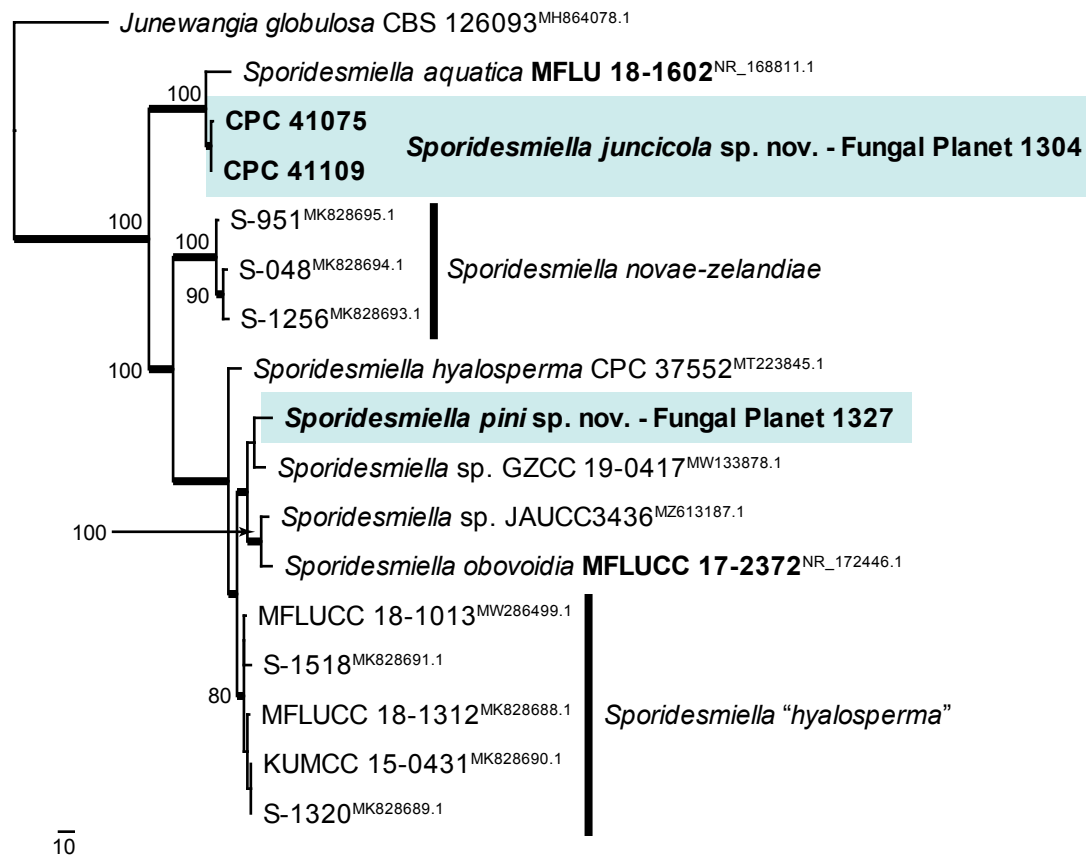 Junewangia globulosa CBS 126093MH864078.1
Sporidesmiella aquatica MFLU 18-1602NR_168811.1
100
CPC 41075
Sporidesmiella juncicola sp. nov. - Fungal Planet 1304
CPC 41109
100
S-951MK828695.1
100
S-048MK828694.1
Sporidesmiella novae-zelandiae
90
S-1256MK828693.1
100
Sporidesmiella hyalosperma CPC 37552MT223845.1
Sporidesmiella pini sp. nov. - Fungal Planet 1327
Sporidesmiella sp. GZCC 19-0417MW133878.1
Sporidesmiella sp. JAUCC3436MZ613187.1
100
Sporidesmiella obovoidia MFLUCC 17-2372NR_172446.1
MFLUCC 18-1013MW286499.1
S-1518MK828691.1
80
MFLUCC 18-1312MK828688.1
Sporidesmiella “hyalosperma”
KUMCC 15-0431MK828690.1
S-1320MK828689.1
10